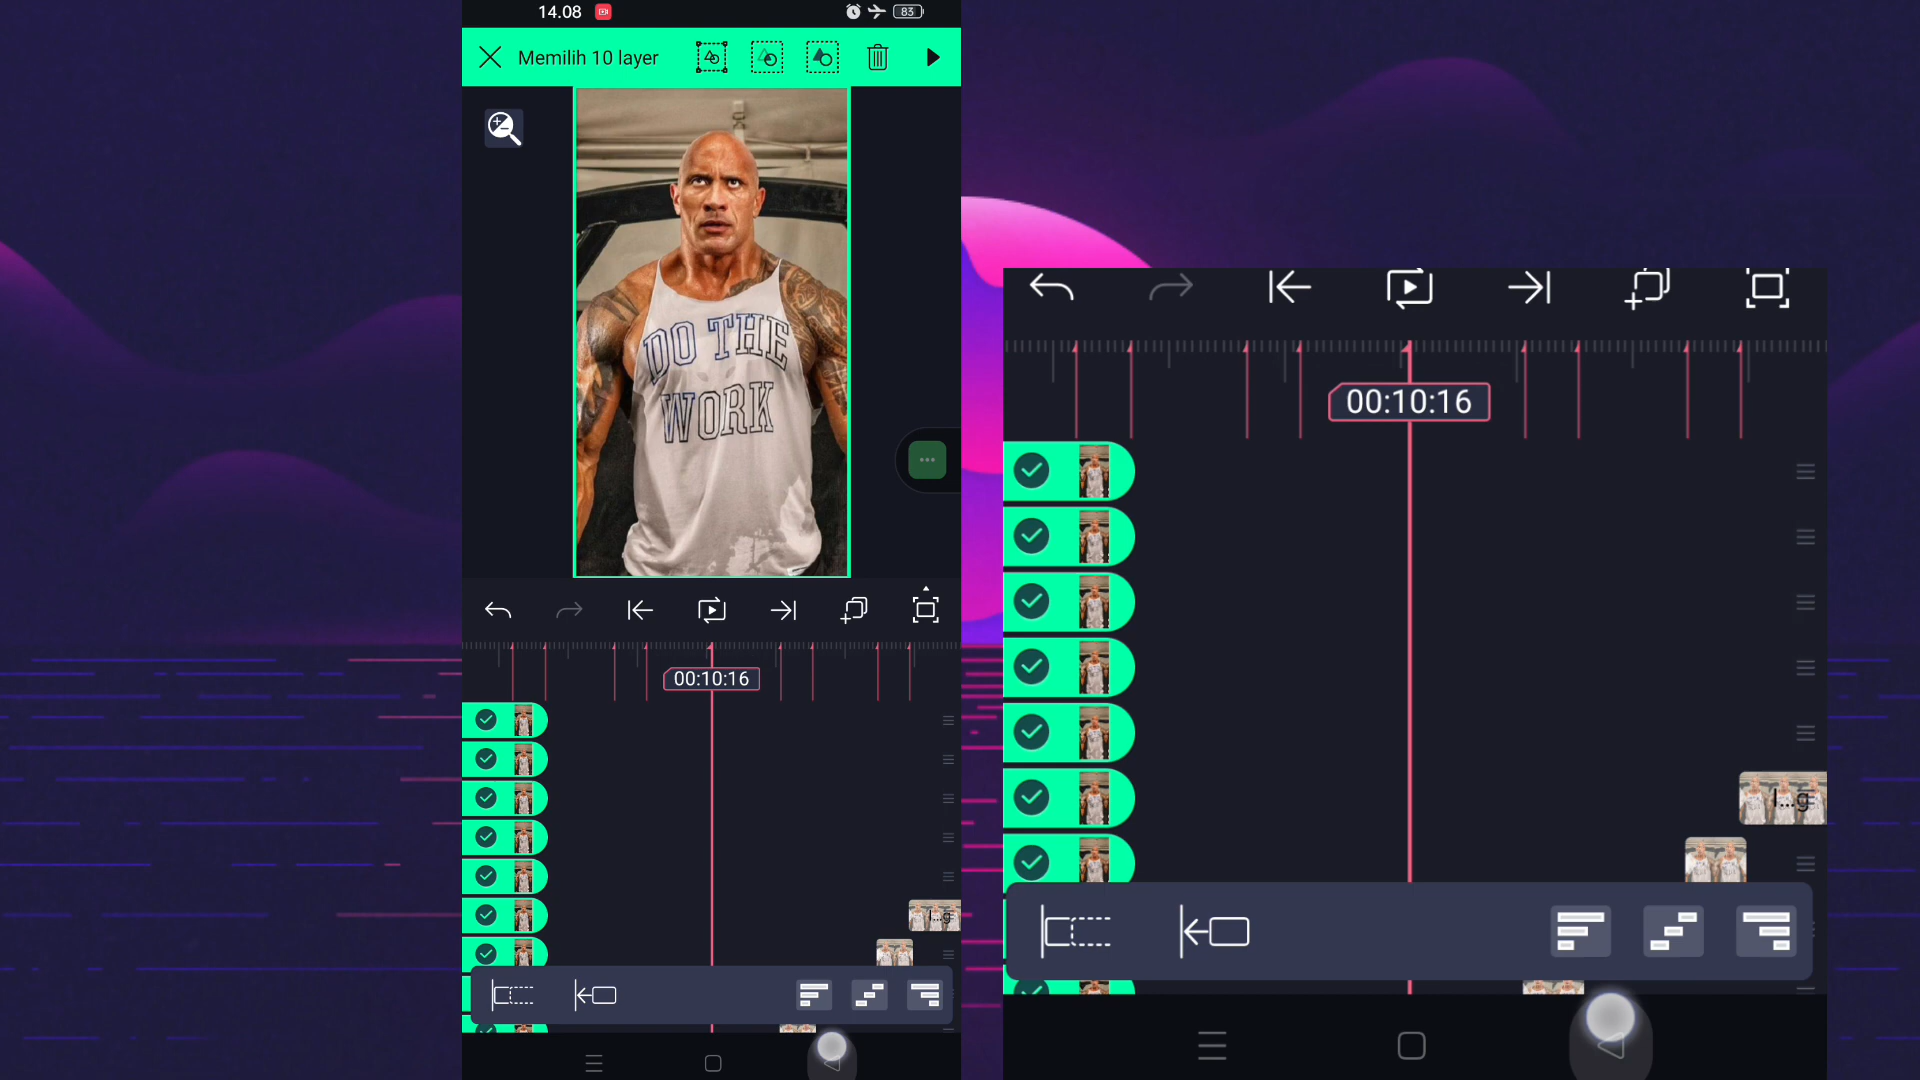 14.08
83
Memilih 10 layer
DO THE
WORK
00:10:16
00:10:16
l...g
l...g